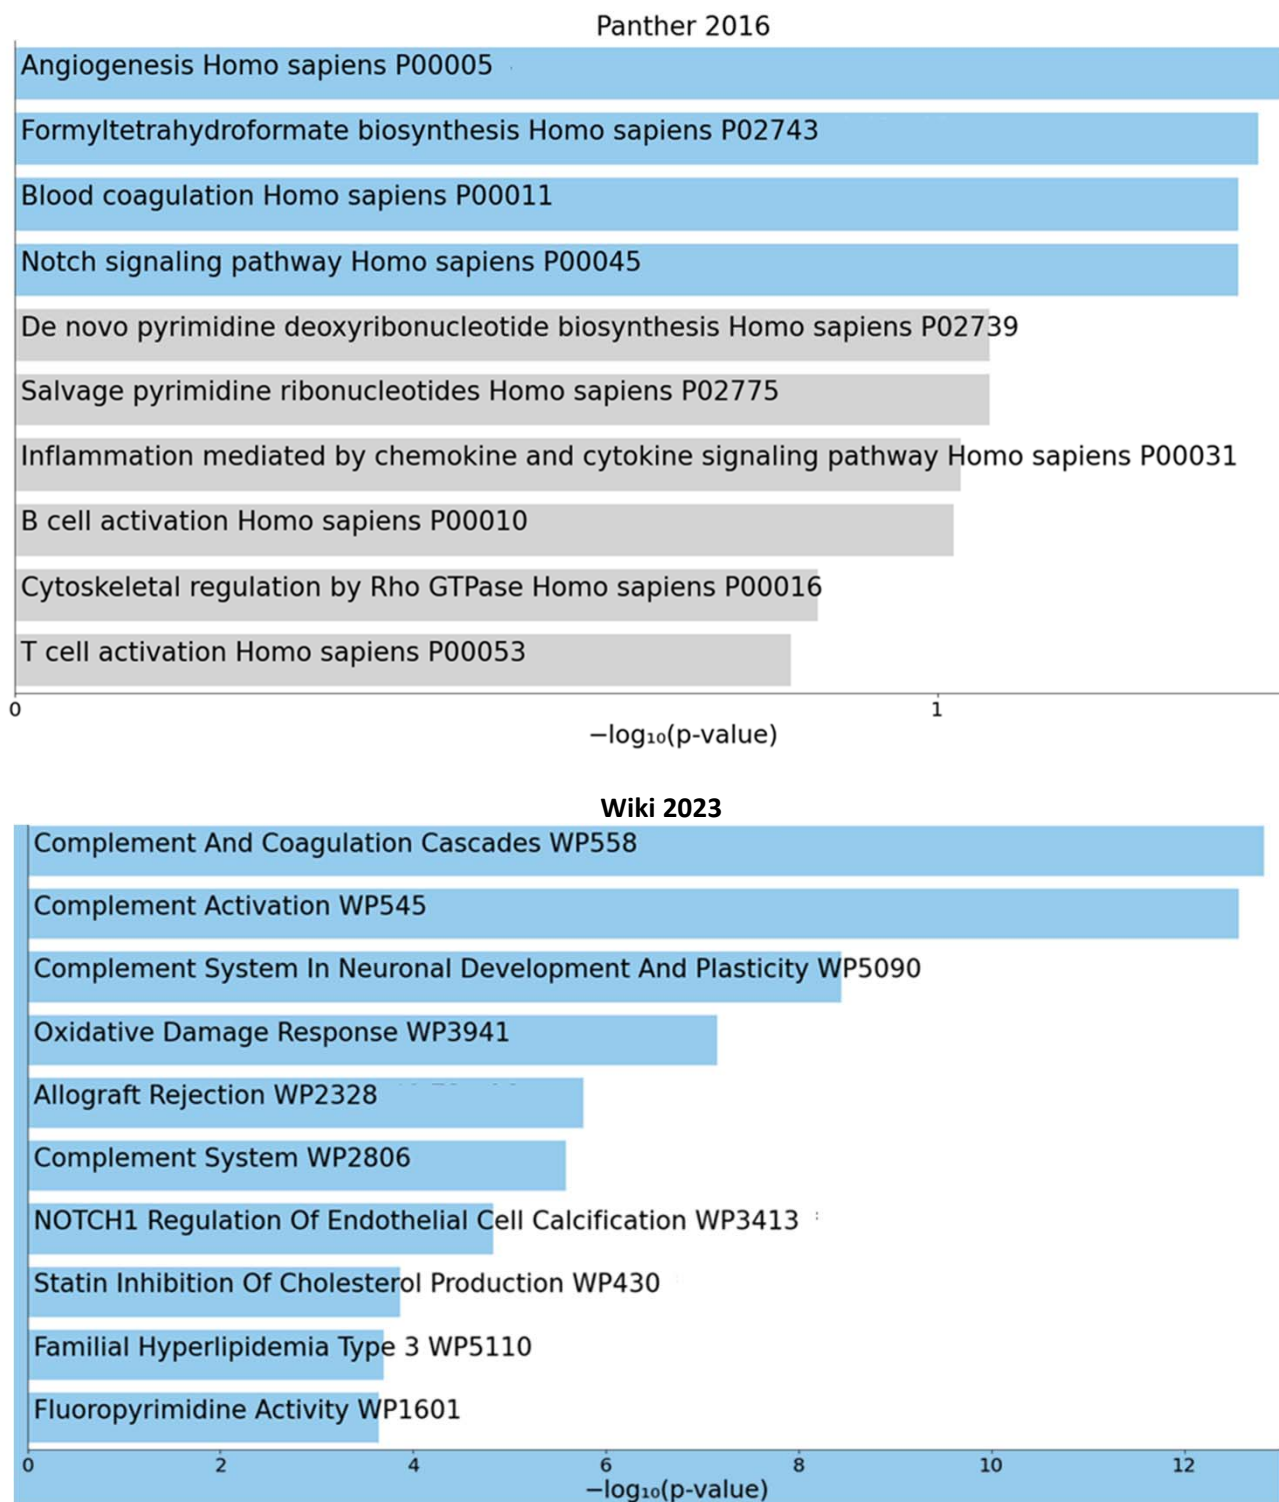 Panther 2016
Angiogenesis Homo sapiens P00005
Formyltetrahydroformate biosynthesis Homo sapiens P02743
Blood coagulation Homo sapiens P00011
Notch signaling pathway Homo sapiens P00045
De novo pyrimidine deoxyribonucleotide biosynthesis Homo sapiens P02739
Salvage pyrimidine ribonucleotides Homo sapiens P02775
Inflammation mediated by chemokine and cytokine signaling pathway Homo sapiens P00031
B cell activation Homo sapiens P00010
Cytoskeletal regulation by Rho GTPase Homo sapiens P00016
T cell activation Homo sapiens P00053
0 1
−log₁₀(p-value)
Wiki 2023
Complement And Coagulation Cascades WP558
Complement Activation WP545
Complement System In Neuronal Development And Plasticity WP5090
Oxidative Damage Response WP3941
Allograft Rejection WP2328
Complement System WP2806
NOTCH1 Regulation Of Endothelial Cell Calcification WP3413
Statin Inhibition Of Cholesterol Production WP430
Familial Hyperlipidemia Type 3 WP5110
Fluoropyrimidine Activity WP1601
0 2 4 6 8 10 12
−log₁₀(p-value)